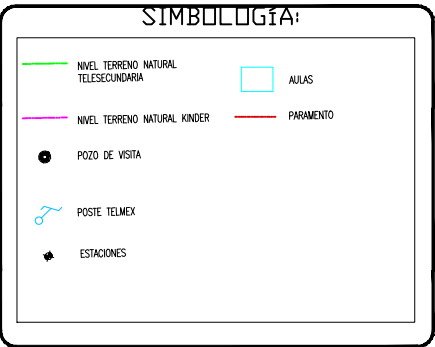 SIMBOLOGíA:
NIVEL TERRENO NATURAL
TELESECUNDARIA
AULAS
NIVEL TERRENO NATURAL KINDER
PARAMENTO
POZO DE VISITA
POSTE TELMEX
ESTACIONES